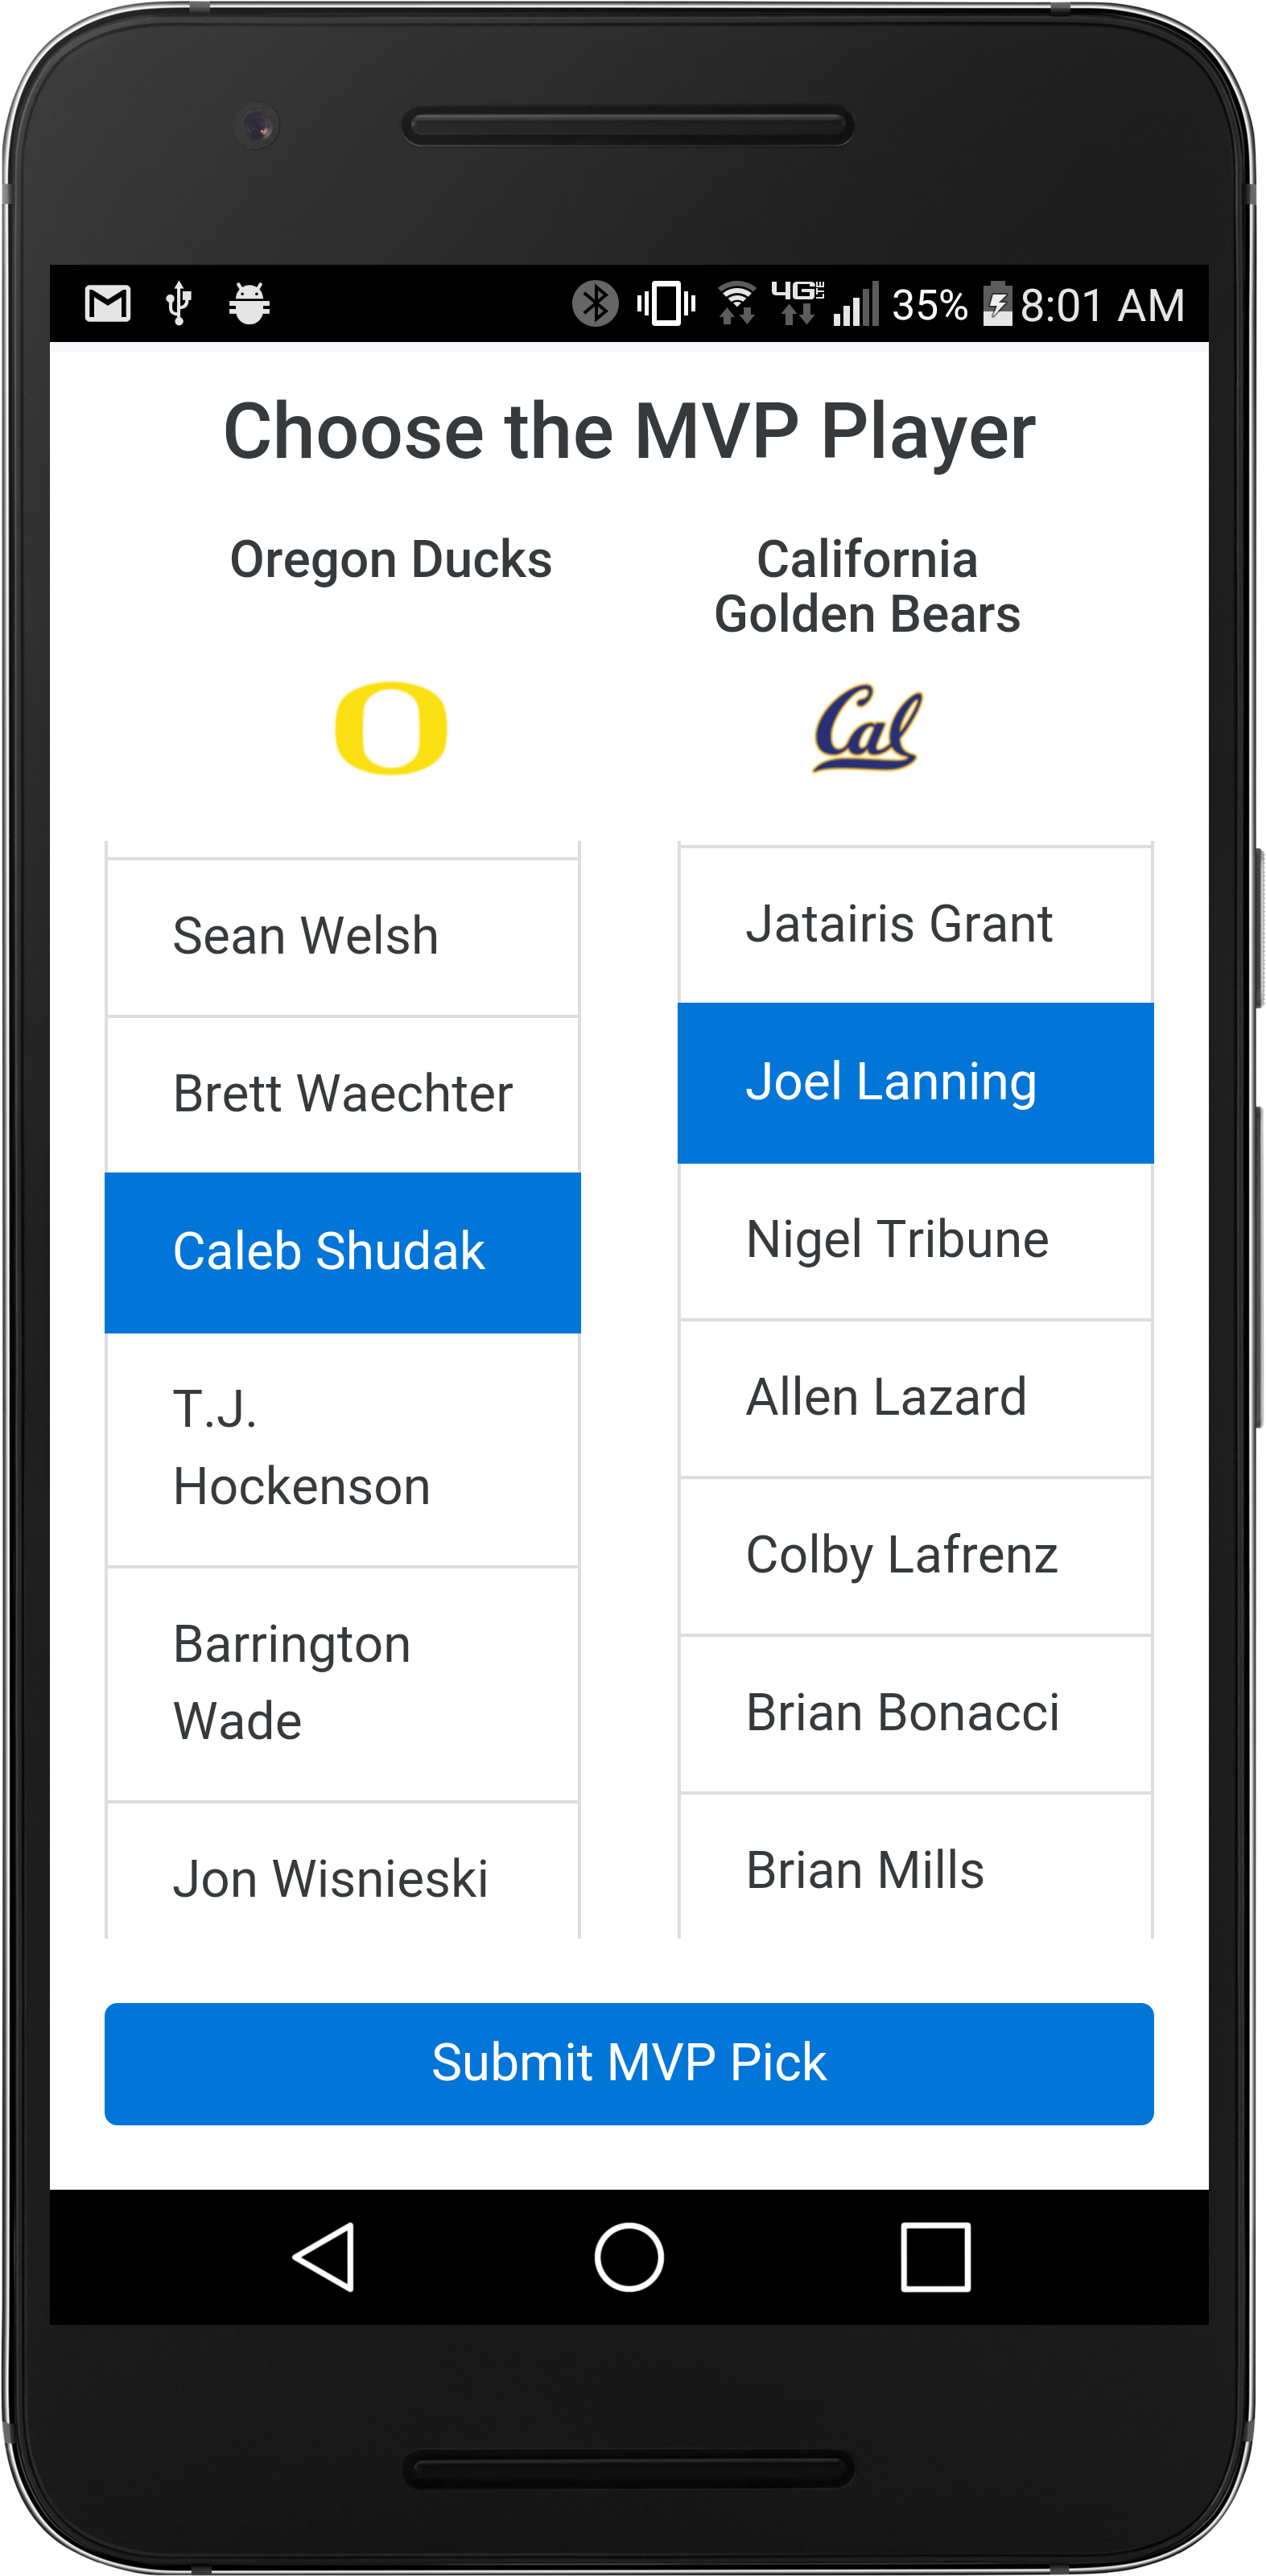 4G LTE 35% 8:01 AM
Choose the MVP Player
Oregon Ducks
California
Golden Bears
O
Cal
Sean Welsh
Brett Waechter
Caleb Shudak
T.J.
Hockenson
Barrington
Wade
Jon Wisnieski
Jatairis Grant
Joel Lanning
Nigel Tribune
Allen Lazard
Colby Lafrenz
Brian Bonacci
Brian Mills
Submit MVP Pick